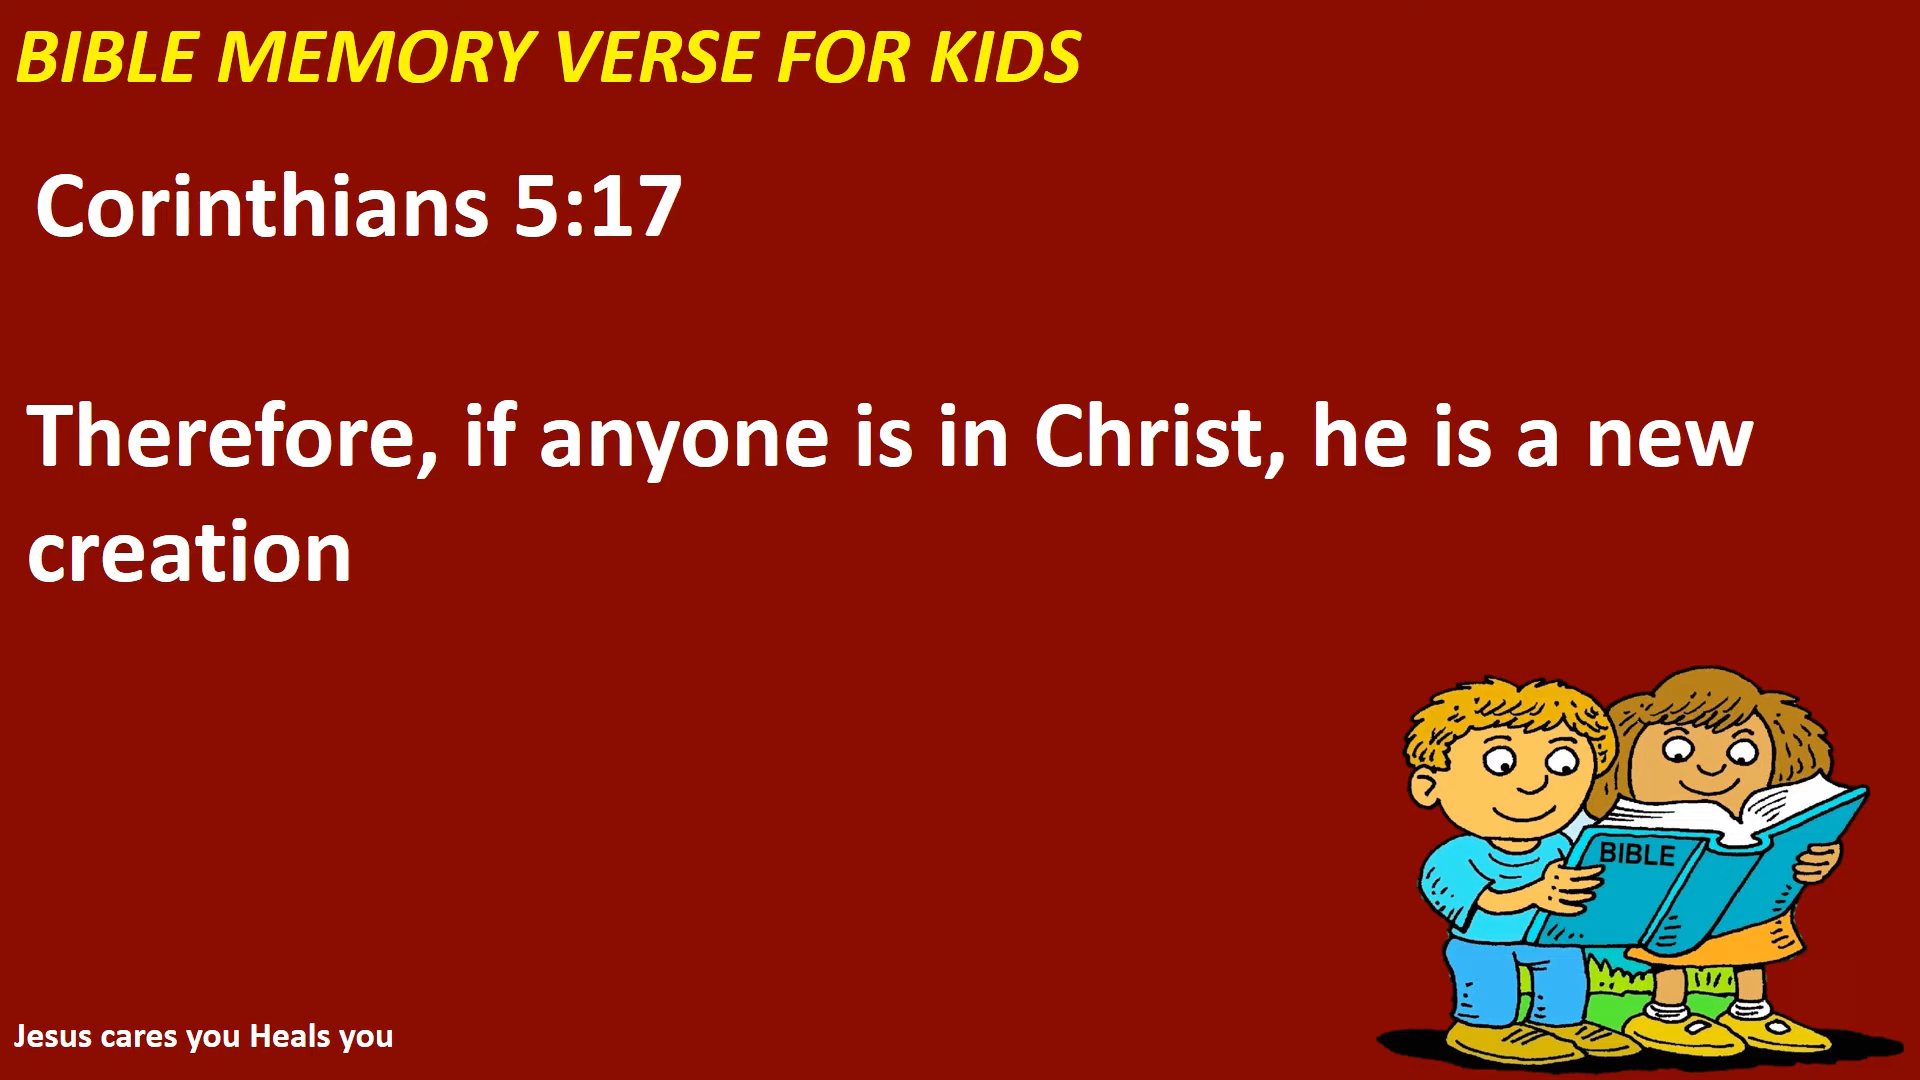 BIBLE MEMORY VERSE FOR KIDS
Corinthians 5:17
Therefore, if anyone is in Christ, he is a new
creation
BIBLE
Jesus cares you Heals you